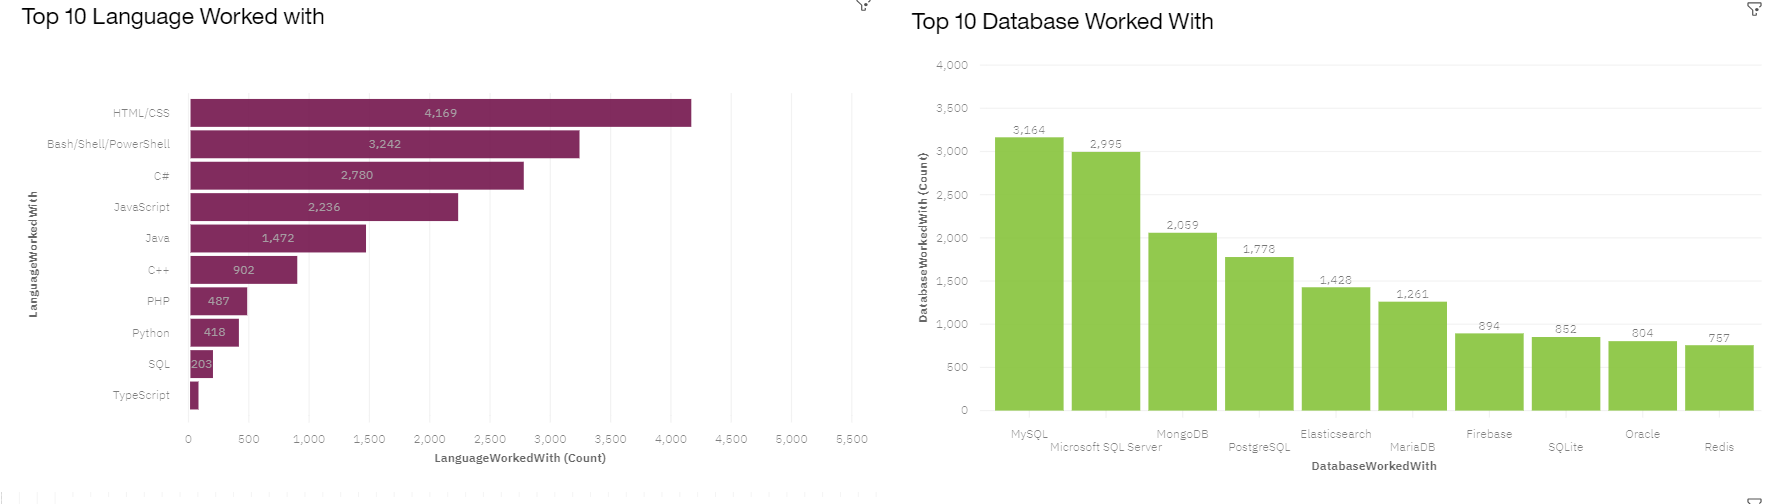 Top 10 Language Worked with
LanguageWorkedWith
HTML/CSS
4,169
Bash/Shell/PowerShell
3,242
C#
2,780
JavaScript
2,236
Java
1,472
C++
902
PHP
487
Python
418
SQL
203
TypeScript
0 500 1,000 1,500 2,000 2,500 3,000 3,500 4,000 4,500 5,000 5,500
LanguageWorkedWith (Count)
Top 10 Database Worked With
DatabaseWorkedWith (Count)
4,000
3,500
3,000
2,500
2,000
1,500
1,000
500
0
3,164
2,995
2,059
1,778
1,428
1,261
894
852
804
757
MySQL
Microsoft SQL Server
MongoDB
PostgreSQL
Elasticsearch
MariaDB
Firebase
SQLite
Oracle
Redis
DatabaseWorkedWith